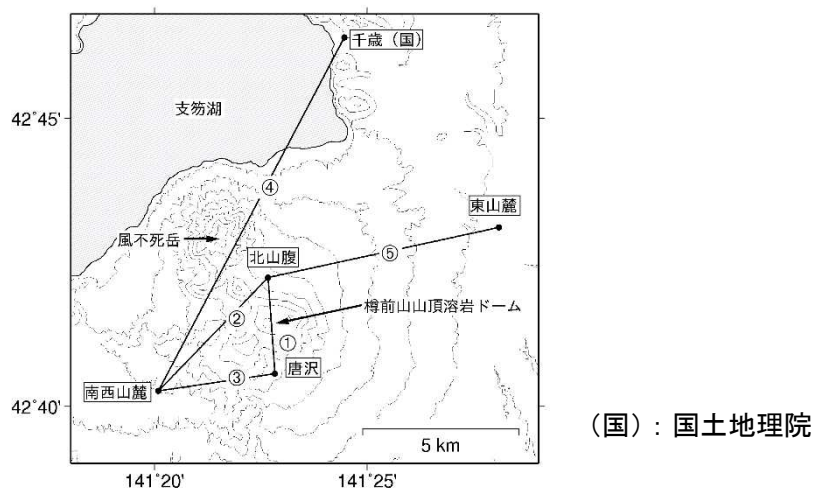 千歳（国）
支笏湖
42°45'
④
東山麓
風不死岳
北山腹
⑤
樽前山山頂溶岩ドーム
②
①
唐沢
③
南西山麓
42°40'
5 km
（国）：国土地理院
141°20'
141°25'